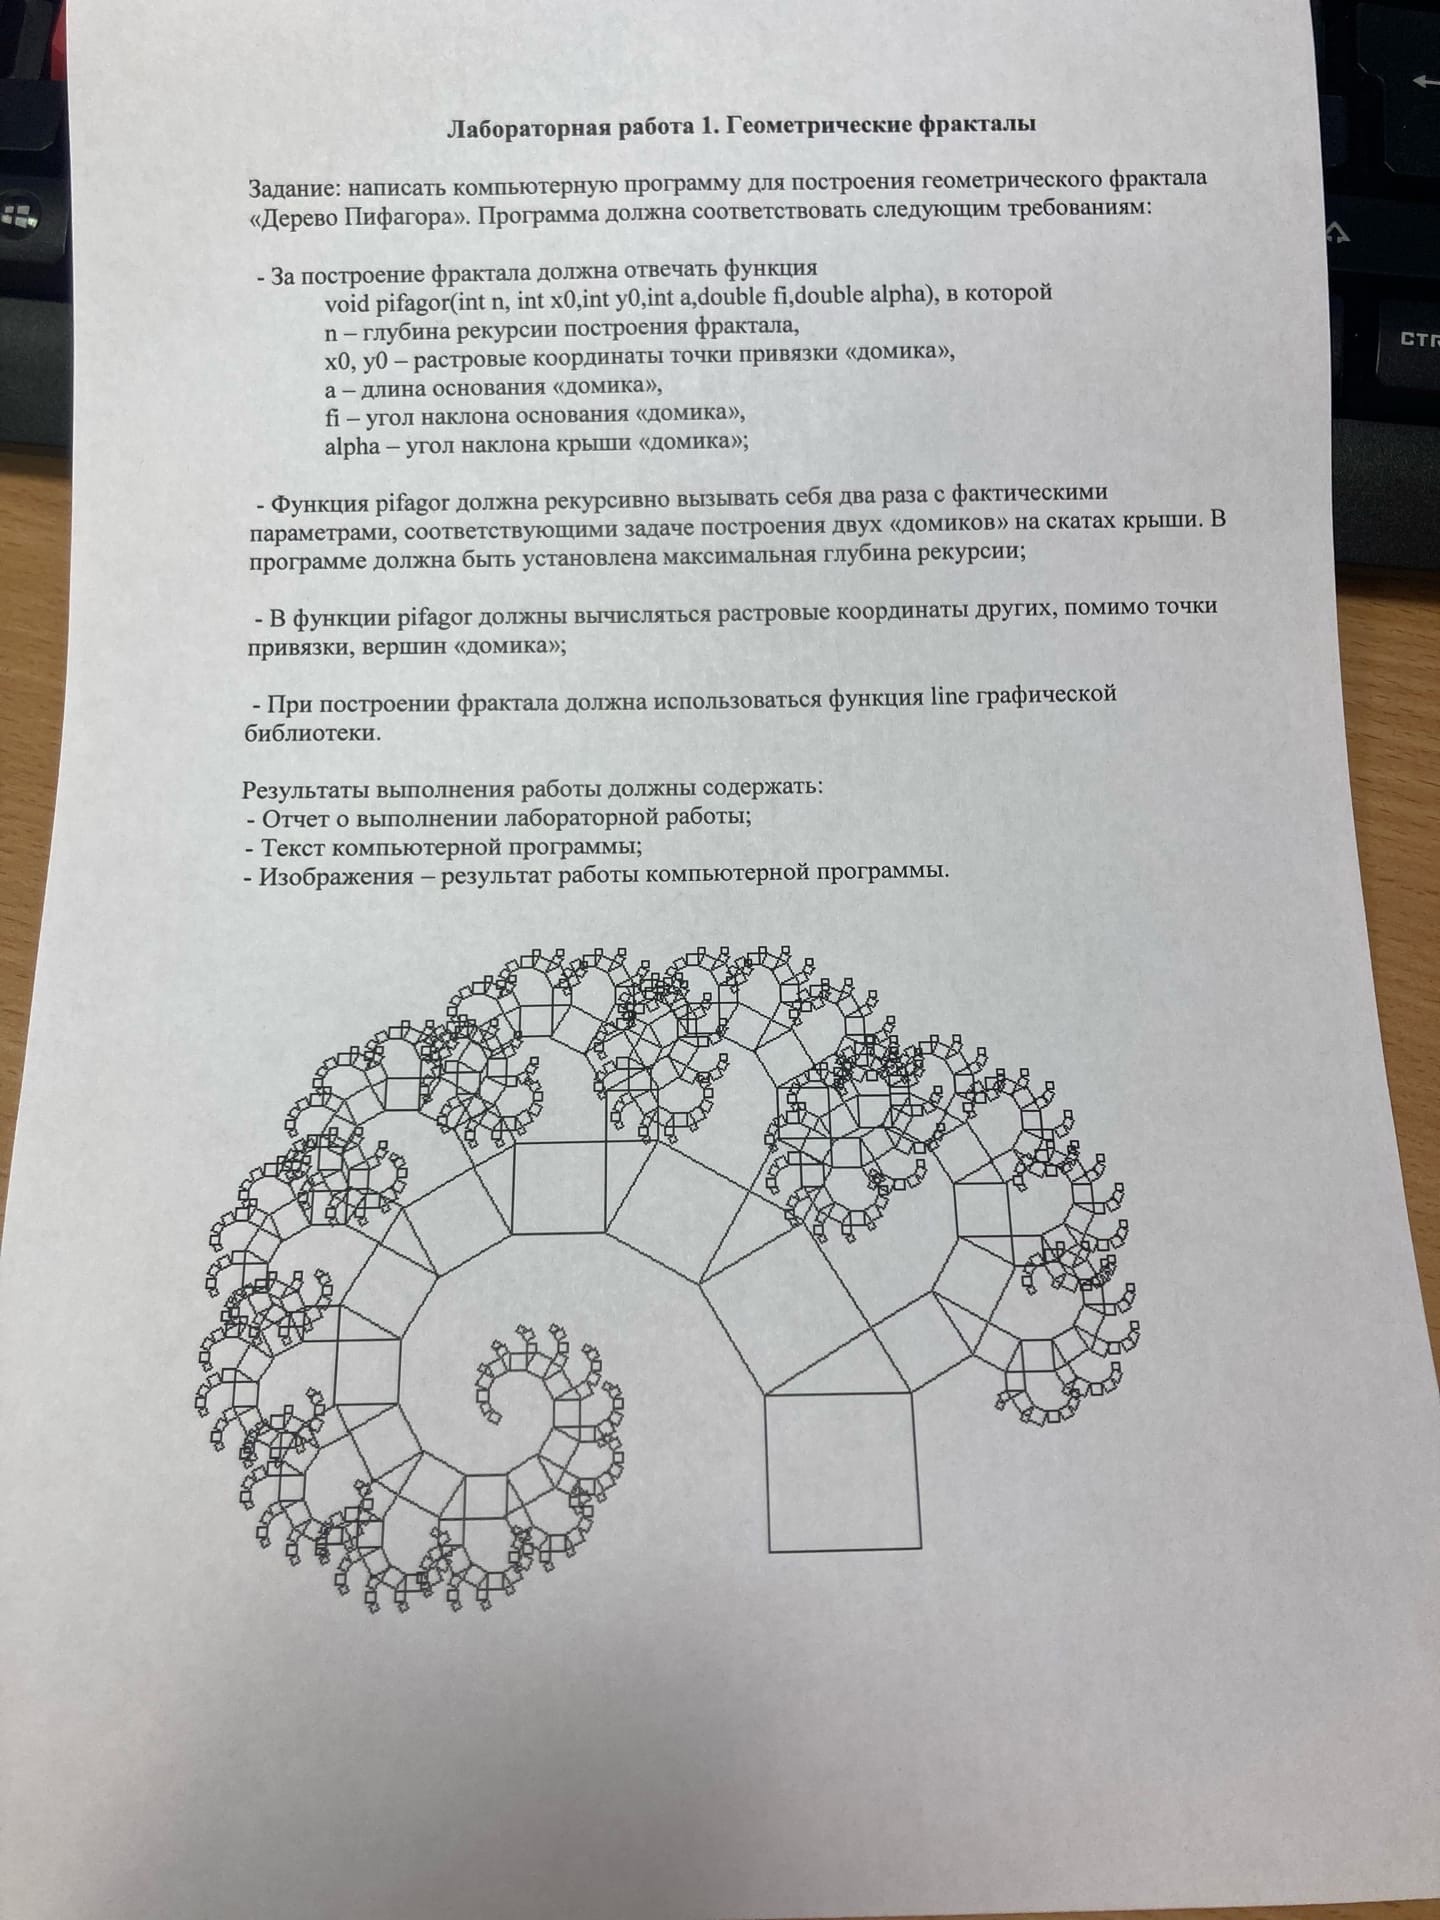 Лабораторная работа 1. Геометрические фракталы
Задание: написать компьютерную программу для построения геометрического фрактала
«Дерево Пифагора». Программа должна соответствовать следующим требованиям:
- За построение фрактала должна отвечать функция
void pifagor(int n, int x0,int y0,int a,double fi,double alpha), в которой
n – глубина рекурсии построения фрактала,
x0, y0 – растровые координаты точки привязки «домика»,
a – длина основания «домика»,
fi – угол наклона основания «домика»,
alpha – угол наклона крыши «домика»;
- Функция pifagor должна рекурсивно вызывать себя два раза с фактическими
параметрами, соответствующими задаче построения двух «домиков» на скатах крыши. В
программе должна быть установлена максимальная глубина рекурсии;
- В функции pifagor должны вычисляться растровые координаты других, помимо точки
привязки, вершин «домика»;
- При построении фрактала должна использоваться функция line графической
библиотеки.
Результаты выполнения работы должны содержать:
- Отчет о выполнении лабораторной работы;
- Текст компьютерной программы;
- Изображения – результат работы компьютерной программы.
CTR